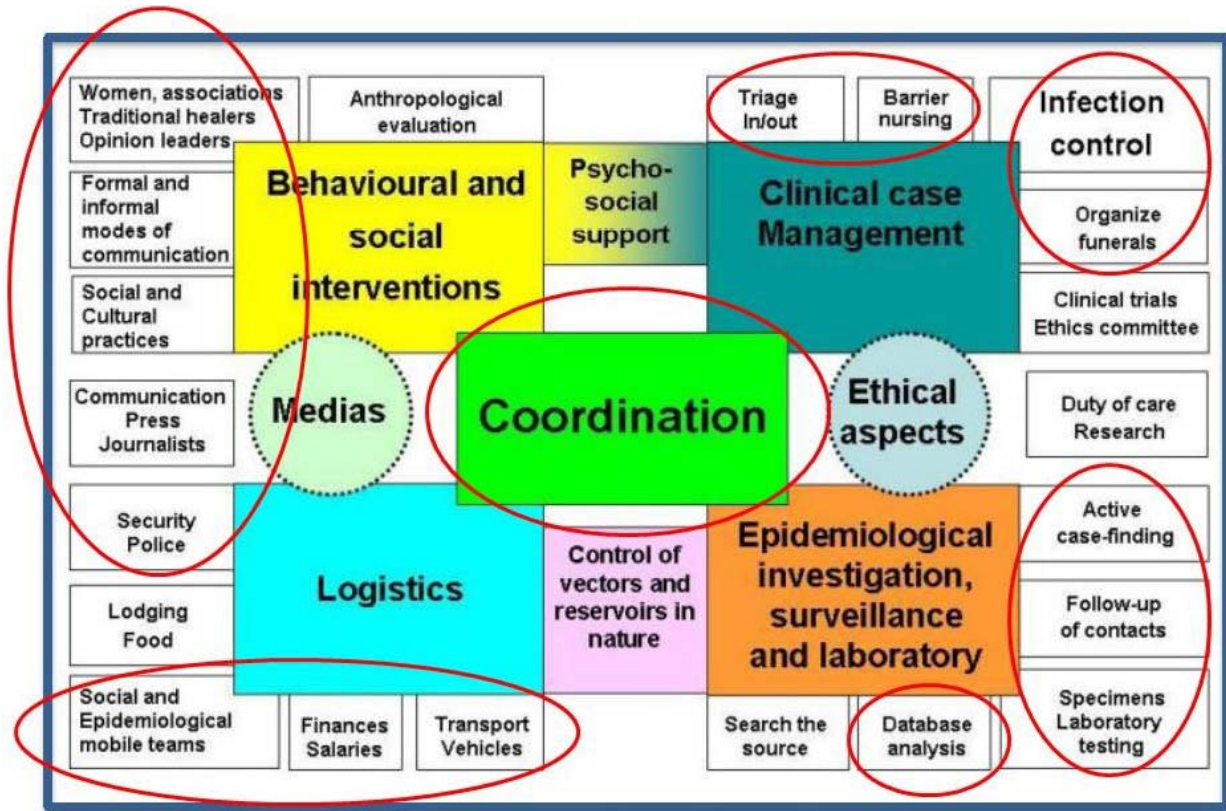 Women, associations
Traditional healers
Opinion leaders
Anthropological
evaluation
Triage
In/out
Barrier
nursing
Infection
control
Formal and
informal
modes of
communication
Behavioural and
social
interventions
Psycho-
social
support
Clinical case
Management
Organize
funerals
Social and
Cultural
practices
Clinical trials
Ethics committee
Communication
Press
Journalists
Medias
Coordination
Ethical
aspects
Duty of care
Research
Security
Police
Logistics
Control of
vectors and
reservoirs in
nature
Epidemiological
investigation,
surveillance
and laboratory
Active
case-finding
Lodging
Food
Follow-up
of contacts
Social and
Epidemiological
mobile teams
Finances
Salaries
Transport
Vehicles
Search the
source
Database
analysis
Specimens
Laboratory
testing